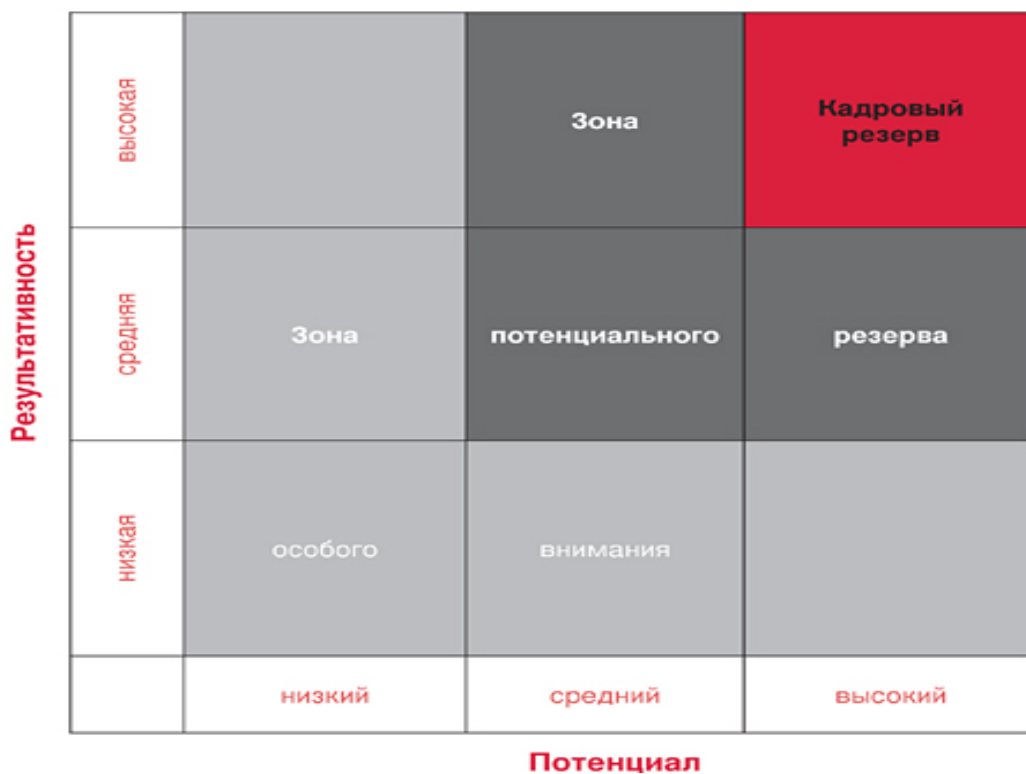 Результативность
высокая
Зона
Кадровый
резерв
средняя
Зона
потенциального
резерва
низкая
особого
внимания
низкий
средний
высокий
Потенциал